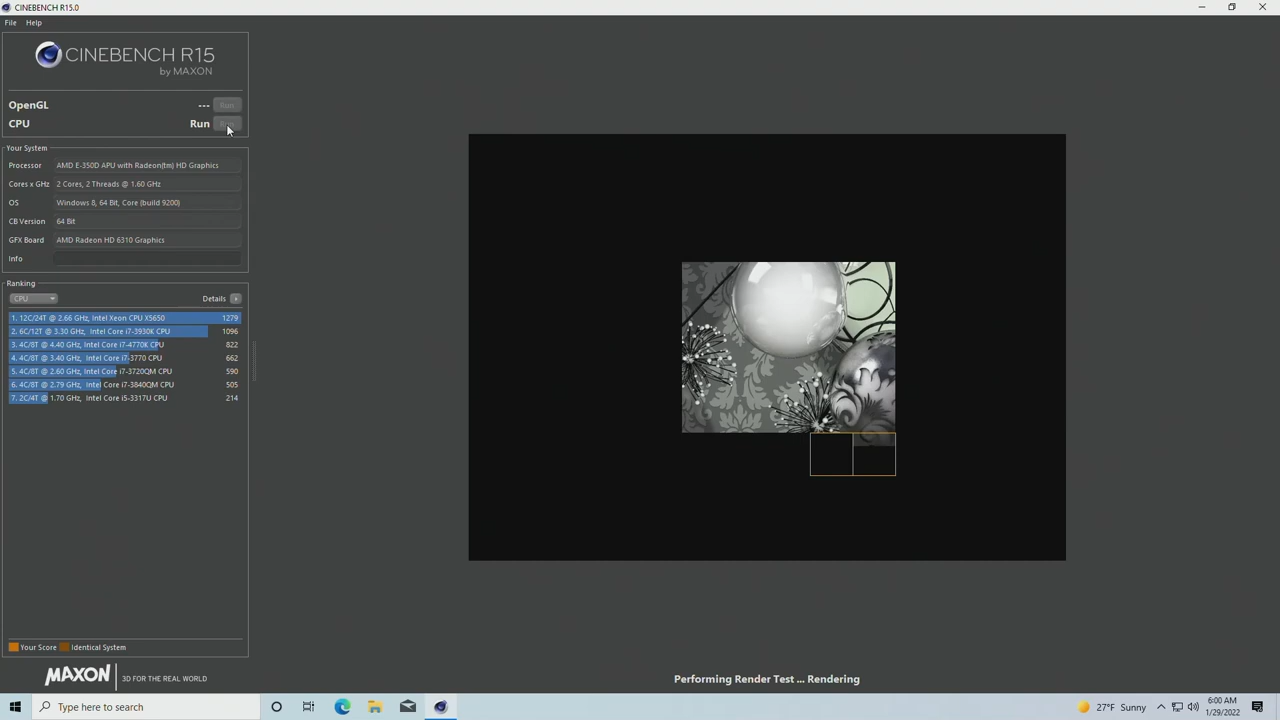 CINEBENCH R15.0
File Help
CINEBENCH R15
by MAXON
OpenGL --- Run
CPU Run Run
Your System
Processor AMD E-350D APU with Radeon(tm) HD Graphics
Cores x GHz 2 Cores, 2 Threads @ 1.60 GHz
OS Windows 8, 64 Bit, Core (build 9200)
CB Version 64 Bit
GFX Board AMD Radeon HD 6310 Graphics
Info
Ranking
CPU Details
1. 12C/24T @ 2.66 GHz, Intel Xeon CPU X5650 1279
2. 6C/12T @ 3.30 GHz, Intel Core i7-3930K CPU 1096
3. 4C/8T @ 4.40 GHz, Intel Core i7-4770K CPU 822
4. 4C/8T @ 3.40 GHz, Intel Core i7-3770 CPU 662
5. 4C/8T @ 2.60 GHz, Intel Core i7-3720QM CPU 590
6. 4C/8T @ 2.79 GHz, Intel Core i7-3840QM CPU 505
7. 2C/4T @ 1.70 GHz, Intel Core i5-3317U CPU 214
Your Score Identical System
MAXON 3D FOR THE REAL WORLD
Performing Render Test ... Rendering
Type here to search
27°F Sunny
6:00 AM
1/29/2022